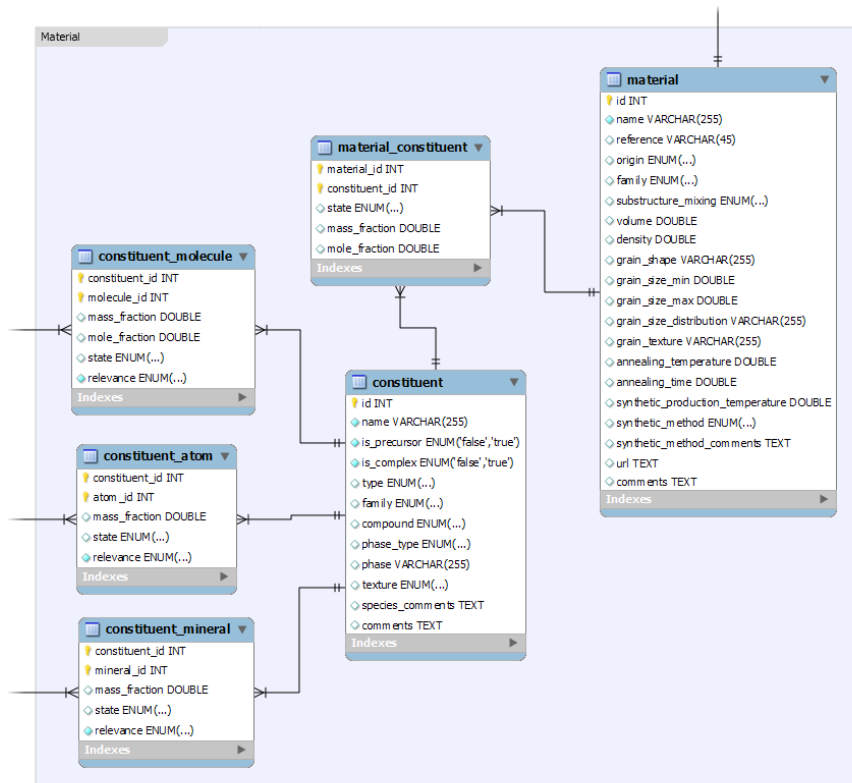 Material
material
id INT
name VARCHAR(255)
reference VARCHAR(45)
origin ENUM(...)
family ENUM(...)
substructure_mixing ENUM(...)
volume DOUBLE
density DOUBLE
grain_shape VARCHAR(255)
grain_size_min DOUBLE
grain_size_max DOUBLE
grain_size_distribution VARCHAR(255)
grain_texture VARCHAR(255)
annealing_temperature DOUBLE
annealing_time DOUBLE
synthetic_production_temperature DOUBLE
synthetic_method ENUM(...)
synthetic_method_comments TEXT
url TEXT
comments TEXT
Indexes
material_constituent
material_id INT
constituent_id INT
state ENUM(...)
mass_fraction DOUBLE
mole_fraction DOUBLE
Indexes
constituent_molecule
constituent_id INT
molecule_id INT
mass_fraction DOUBLE
mole_fraction DOUBLE
state ENUM(...)
relevance ENUM(...)
Indexes
constituent
id INT
name VARCHAR(255)
is_precursor ENUM('false','true')
is_complex ENUM('false','true')
type ENUM(...)
family ENUM(...)
compound ENUM(...)
phase_type ENUM(...)
phase VARCHAR(255)
texture ENUM(...)
species_comments TEXT
comments TEXT
Indexes
constituent_atom
constituent_id INT
atom_id INT
mass_fraction DOUBLE
state ENUM(...)
relevance ENUM(...)
Indexes
constituent_mineral
constituent_id INT
mineral_id INT
mass_fraction DOUBLE
state ENUM(...)
relevance ENUM(...)
Indexes